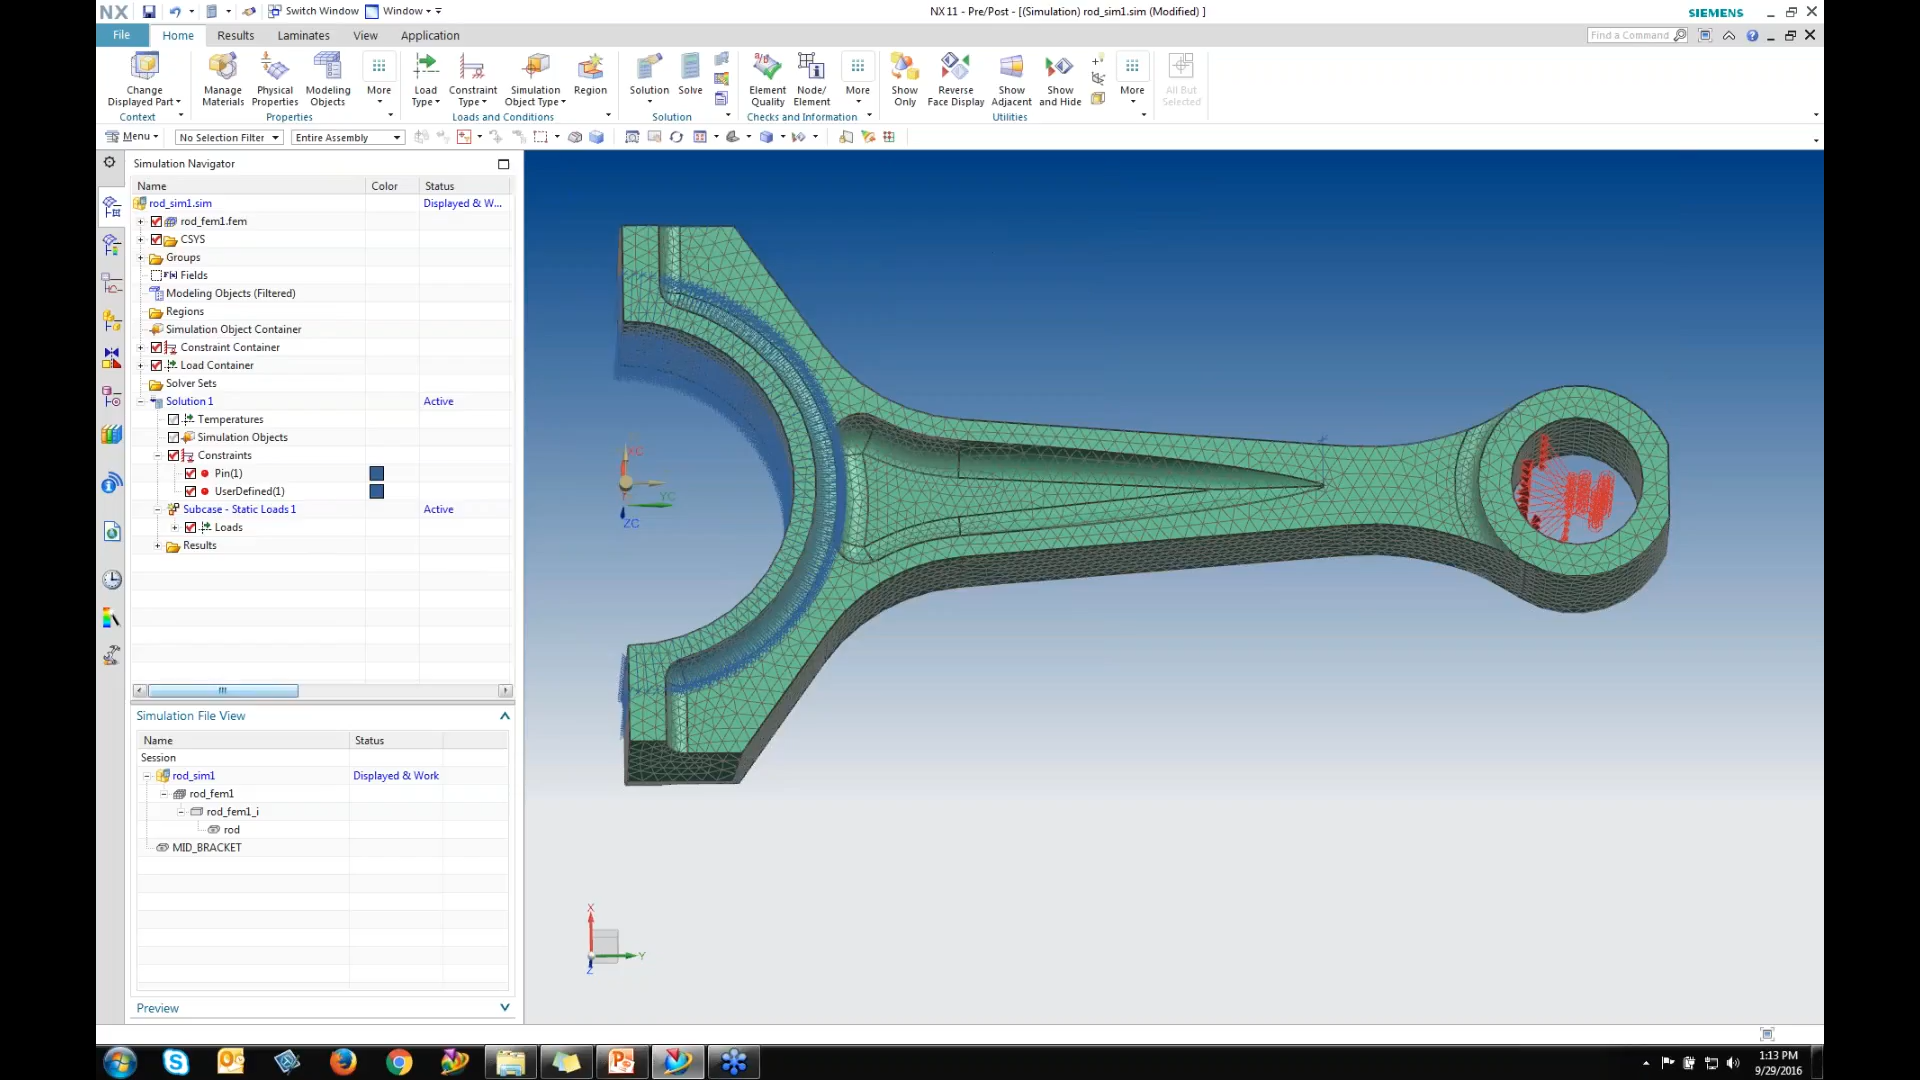 NX
Switch Window
Window
NX 11 - Pre/Post - [(Simulation) rod_sim1.sim (Modified) ]
SIEMENS
File
Home
Results
Laminates
View
Application
Find a Command
Change Displayed Part
Manage Materials
Physical Properties
Modeling Objects
More
Load Type
Constraint Type
Simulation Object Type
Region
Solution
Solve
Element Quality
Node/ Element
More
Show Only
Reverse Face Display
Show Adjacent
Show and Hide
More
All But Selected
Context
Properties
Loads and Conditions
Solution
Checks and Information
Utilities
Menu
No Selection Filter
Entire Assembly
Simulation Navigator
Name
Color
Status
rod_sim1.sim
Displayed & W...
rod_fem1.fem
CSYS
Groups
Fields
Modeling Objects (Filtered)
Regions
Simulation Object Container
Constraint Container
Load Container
Solver Sets
Solution 1
Active
Temperatures
Simulation Objects
Constraints
Pin(1)
UserDefined(1)
Subcase - Static Loads 1
Active
Loads
Results
Simulation File View
Name
Status
Session
rod_sim1
Displayed & Work
rod_fem1
rod_fem1_i
rod
MID_BRACKET
Preview
XC
YC
ZC
X
Y
Z
1:13 PM
9/29/2016